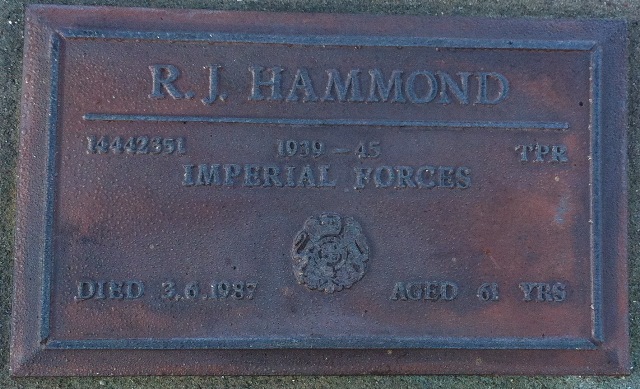 R. J. HAMMOND
14442351 1939 – 45 TPR
IMPERIAL FORCES
DIED 3.6.1987 AGED 61 YRS